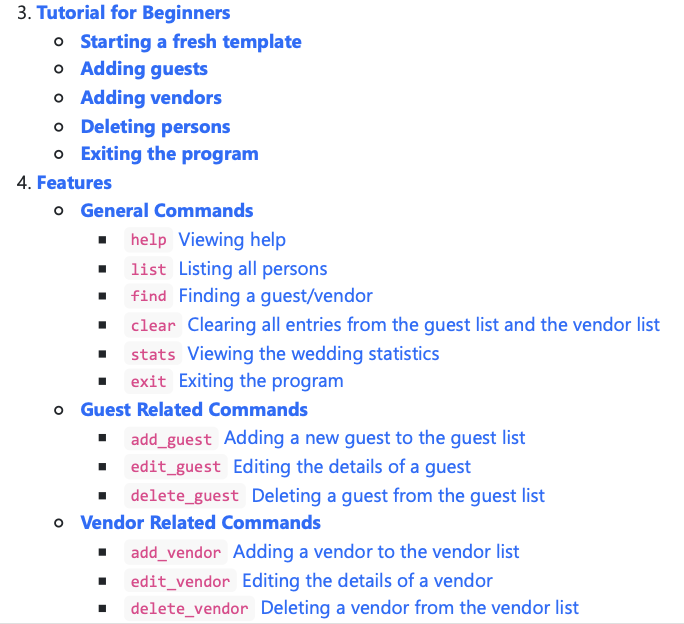 3. Tutorial for Beginners
Starting a fresh template
Adding guests
Adding vendors
Deleting persons
Exiting the program
4. Features
General Commands
help Viewing help
list Listing all persons
find Finding a guest/vendor
clear Clearing all entries from the guest list and the vendor list
stats Viewing the wedding statistics
exit Exiting the program
Guest Related Commands
add_guest Adding a new guest to the guest list
edit_guest Editing the details of a guest
delete_guest Deleting a guest from the guest list
Vendor Related Commands
add_vendor Adding a vendor to the vendor list
edit_vendor Editing the details of a vendor
delete_vendor Deleting a vendor from the vendor list